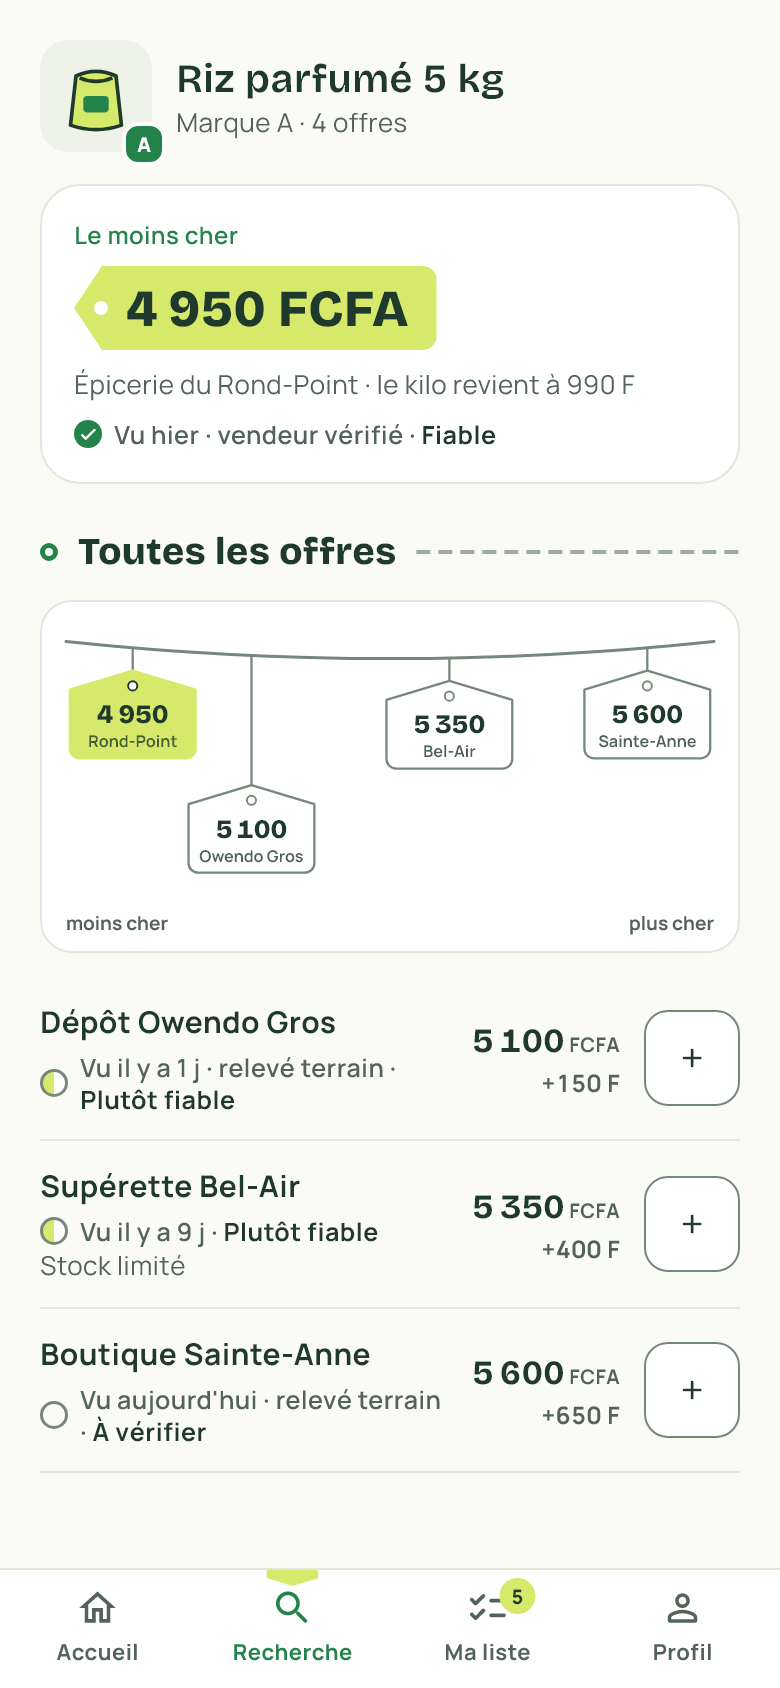 Riz parfumé 5 kg
Marque A · 4 offres
A
Le moins cher
4 950 FCFA
Épicerie du Rond-Point · le kilo revient à 990 F
Vu hier · vendeur vérifié · Fiable
Toutes les offres
4 950
Rond-Point
5 100
Owendo Gros
5 350
Bel-Air
5 600
Sainte-Anne
moins cher
plus cher
Dépôt Owendo Gros
Vu il y a 1 j · relevé terrain ·
Plutôt fiable
5 100 FCFA
+150 F
+
Supérette Bel-Air
Vu il y a 9 j · Plutôt fiable
Stock limité
5 350 FCFA
+400 F
+
Boutique Sainte-Anne
Vu aujourd'hui · relevé terrain
· À vérifier
5 600 FCFA
+650 F
+
Accueil
Recherche
5
Ma liste
Profil